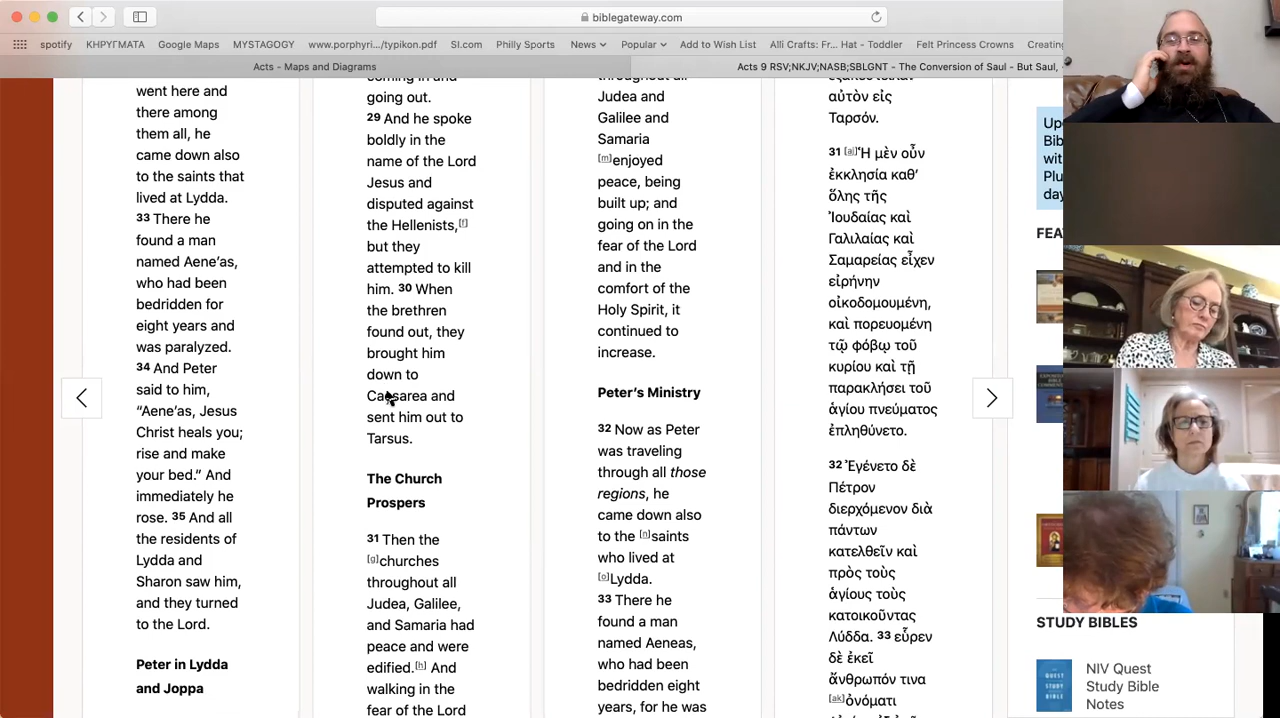 biblegateway.com
spotify
ΚΗΡΥΓΜΑΤΑ
Google Maps
MYSTAGOGY
www.porphyri.../typikon.pdf
SI.com
Philly Sports
News
Popular
Add to Wish List
Alli Crafts: Fr... Hat - Toddler
Felt Princess Crowns
Creating
Acts - Maps and Diagrams
Acts 9 RSV;NKJV;NASB;SBLGNT - The Conversion of Saul - But Saul,
went here and
there among
them all, he
came down also
to the saints that
lived at Lydda.
33 There he
found a man
named Aene′as,
who had been
bedridden for
eight years and
was paralyzed.
34 And Peter
said to him,
“Aene′as, Jesus
Christ heals you;
rise and make
your bed.” And
immediately he
rose. 35 And all
the residents of
Lydda and
Sharon saw him,
and they turned
to the Lord.
Peter in Lydda
and Joppa
coming in and
going out.
29 And he spoke
boldly in the
name of the Lord
Jesus and
disputed against
the Hellenists,[f]
but they
attempted to kill
him. 30 When
the brethren
found out, they
brought him
down to
Caesarea and
sent him out to
Tarsus.
The Church
Prospers
31 Then the
[g]churches
throughout all
Judea, Galilee,
and Samaria had
peace and were
edified.[h] And
walking in the
fear of the Lord
throughout all
Judea and
Galilee and
Samaria
[m]enjoyed
peace, being
built up; and
going on in the
fear of the Lord
and in the
comfort of the
Holy Spirit, it
continued to
increase.
Peter’s Ministry
32 Now as Peter
was traveling
through all those
regions, he
came down also
to the [n]saints
who lived at
[o]Lydda.
33 There he
found a man
named Aeneas,
who had been
bedridden eight
years, for he was
αὐτὸν εἰς
Ταρσόν.
31 [aj]Ἡ μὲν οὖν
ἐκκλησία καθ’
ὅλης τῆς
Ἰουδαίας καὶ
Γαλιλαίας καὶ
Σαμαρείας εἶχεν
εἰρήνην
οἰκοδομουμένη,
καὶ πορευομένη
τῷ φόβῳ τοῦ
κυρίου καὶ τῇ
παρακλήσει τοῦ
ἁγίου πνεύματος
ἐπληθύνετο.
32 Ἐγένετο δὲ
Πέτρον
διερχόμενον διὰ
πάντων
κατελθεῖν καὶ
πρὸς τοὺς
ἁγίους τοὺς
κατοικοῦντας
Λύδδα. 33 εὗρεν
δὲ ἐκεῖ
ἄνθρωπόν τινα
[ak]ὀνόματι
Up
Bib
wit
Plu
day
FEA
STUDY BIBLES
NIV Quest
Study Bible
Notes